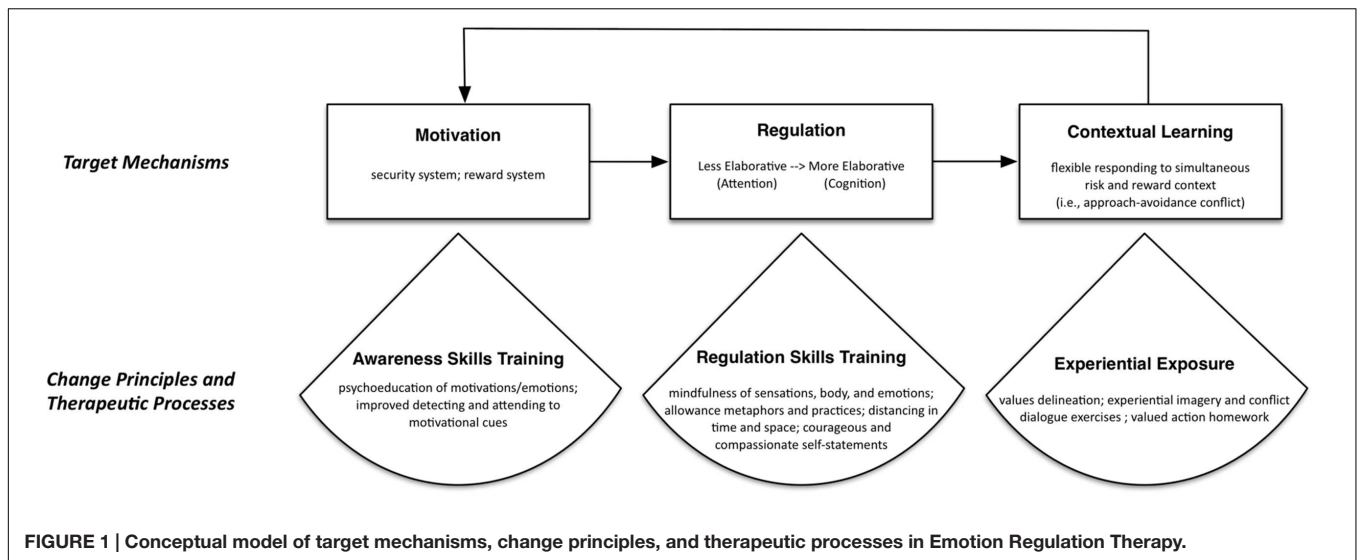 Target Mechanisms
Motivation
security system; reward system
Regulation
Less Elaborative --> More Elaborative
(Attention) (Cognition)
Contextual Learning
flexible responding to simultaneous
risk and reward context
(i.e., approach-avoidance conflict)
Change Principles and
Therapeutic Processes
Awareness Skills Training
psychoeducation of motivations/emotions;
improved detecting and attending to
motivational cues
Regulation Skills Training
mindfulness of sensations, body, and emotions;
allowance metaphors and practices; distancing in
time and space; courageous and
compassionate self-statements
Experiential Exposure
values delineation; experiential imagery and conflict
dialogue exercises ; valued action homework
FIGURE 1 | Conceptual model of target mechanisms, change principles, and therapeutic processes in Emotion Regulation Therapy.